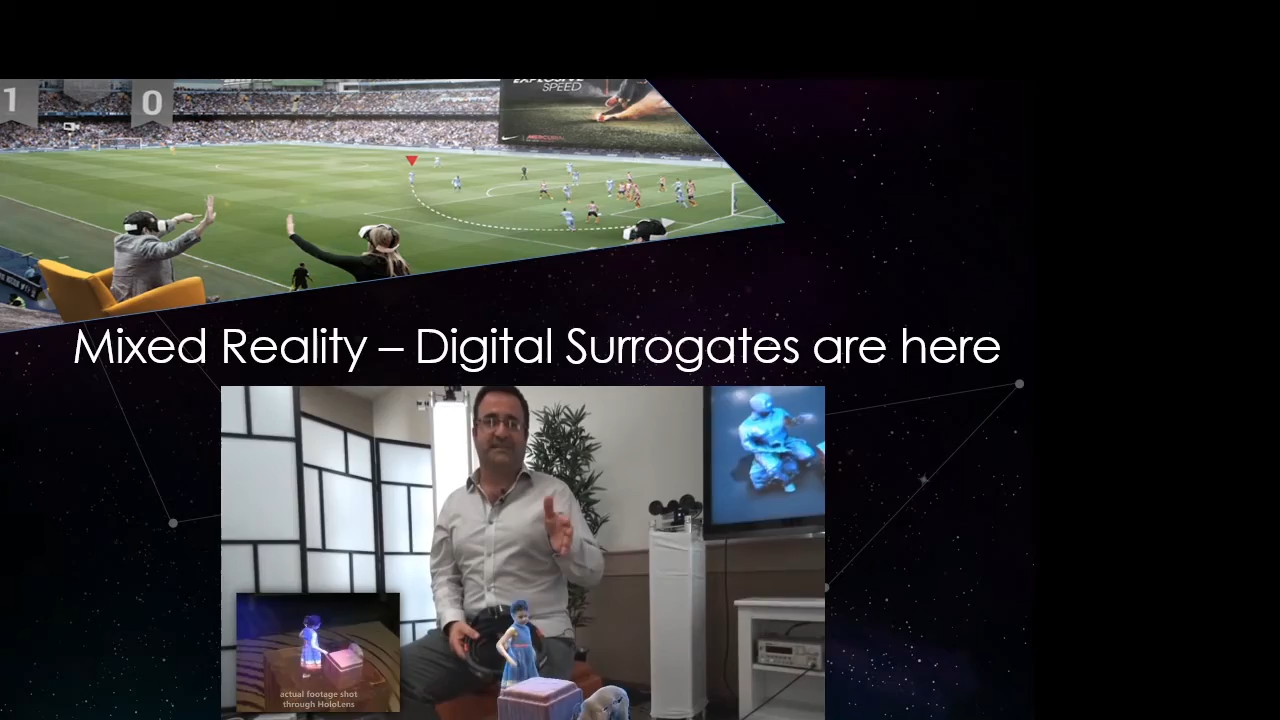 1
0
EXPLOSIVE
SPEED
Mixed Reality – Digital Surrogates are here
actual footage shot
through HoloLens